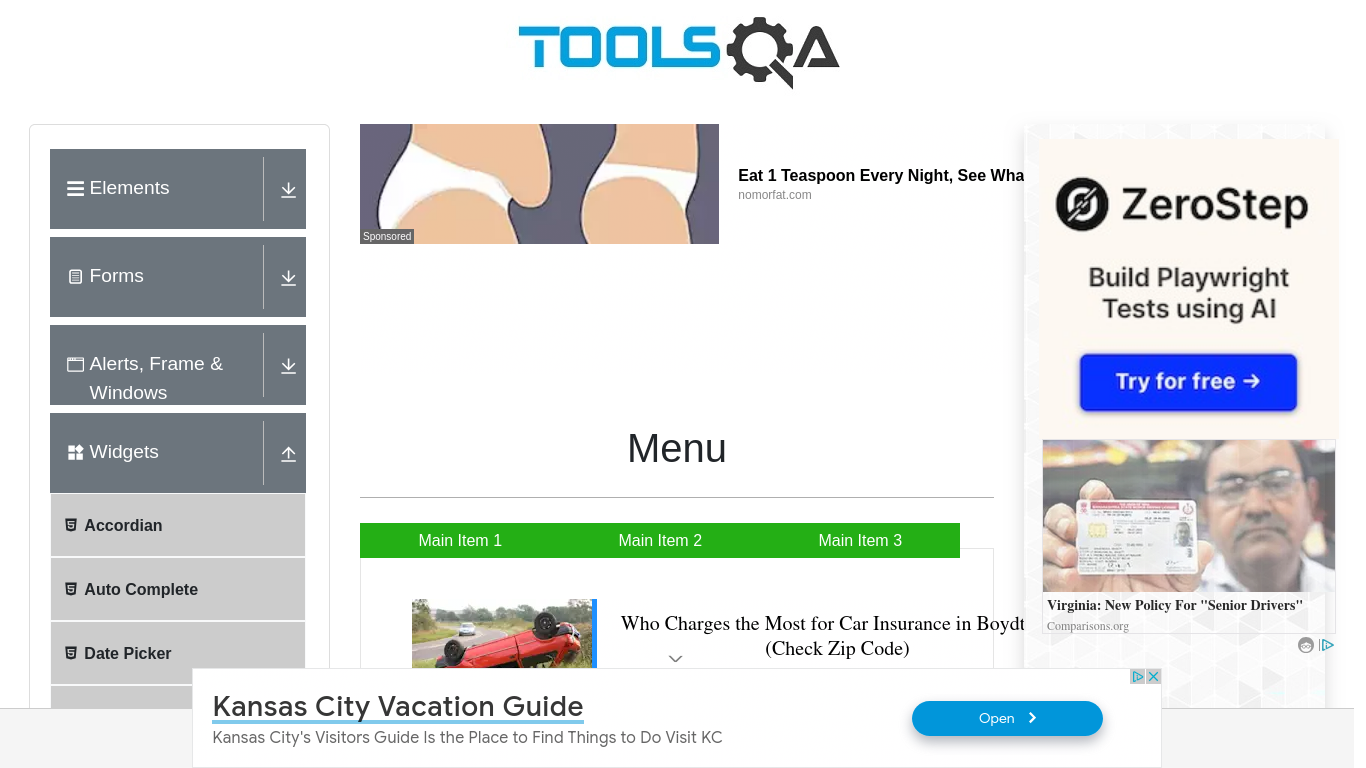 TOOLSQA
Elements
Forms
Alerts, Frame &
Windows
Widgets
Accordian
Auto Complete
Date Picker
Sponsored
Eat 1 Teaspoon Every Night, See Wha
nomorfat.com
Menu
Main Item 1
Main Item 2
Main Item 3
Who Charges the Most for Car Insurance in Boydt
(Check Zip Code)
ZeroStep
Build Playwright
Tests using AI
Try for free →
Virginia: New Policy For "Senior Drivers"
Comparisons.org
Kansas City Vacation Guide
Kansas City's Visitors Guide Is the Place to Find Things to Do Visit KC
Open